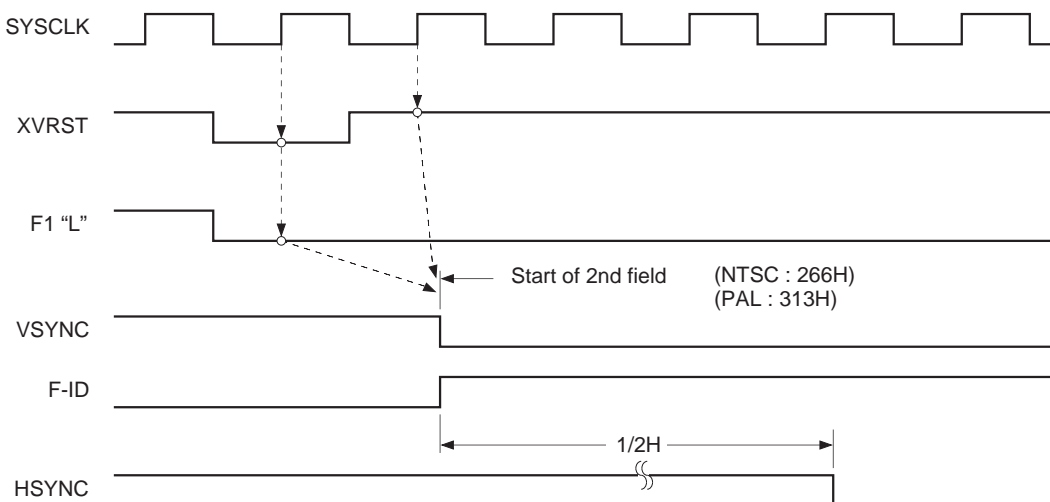 SYSCLK
XVRST
F1 “L”
Start of 2nd field (NTSC : 266H)
(PAL : 313H)
VSYNC
F-ID
1/2H
HSYNC